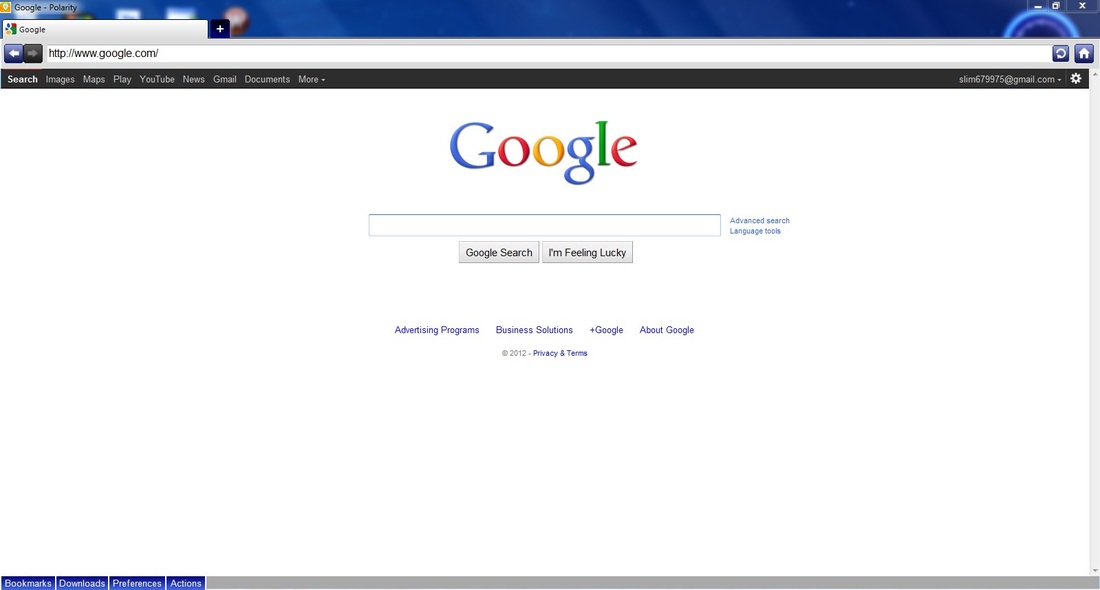 Google - Polarity
Google
http://www.google.com/
Search Images Maps Play YouTube News Gmail Documents More
slim679975@gmail.com
Google
Advanced search
Language tools
Google Search I'm Feeling Lucky
Advertising Programs Business Solutions +Google About Google
© 2012 - Privacy & Terms
Bookmarks Downloads Preferences Actions